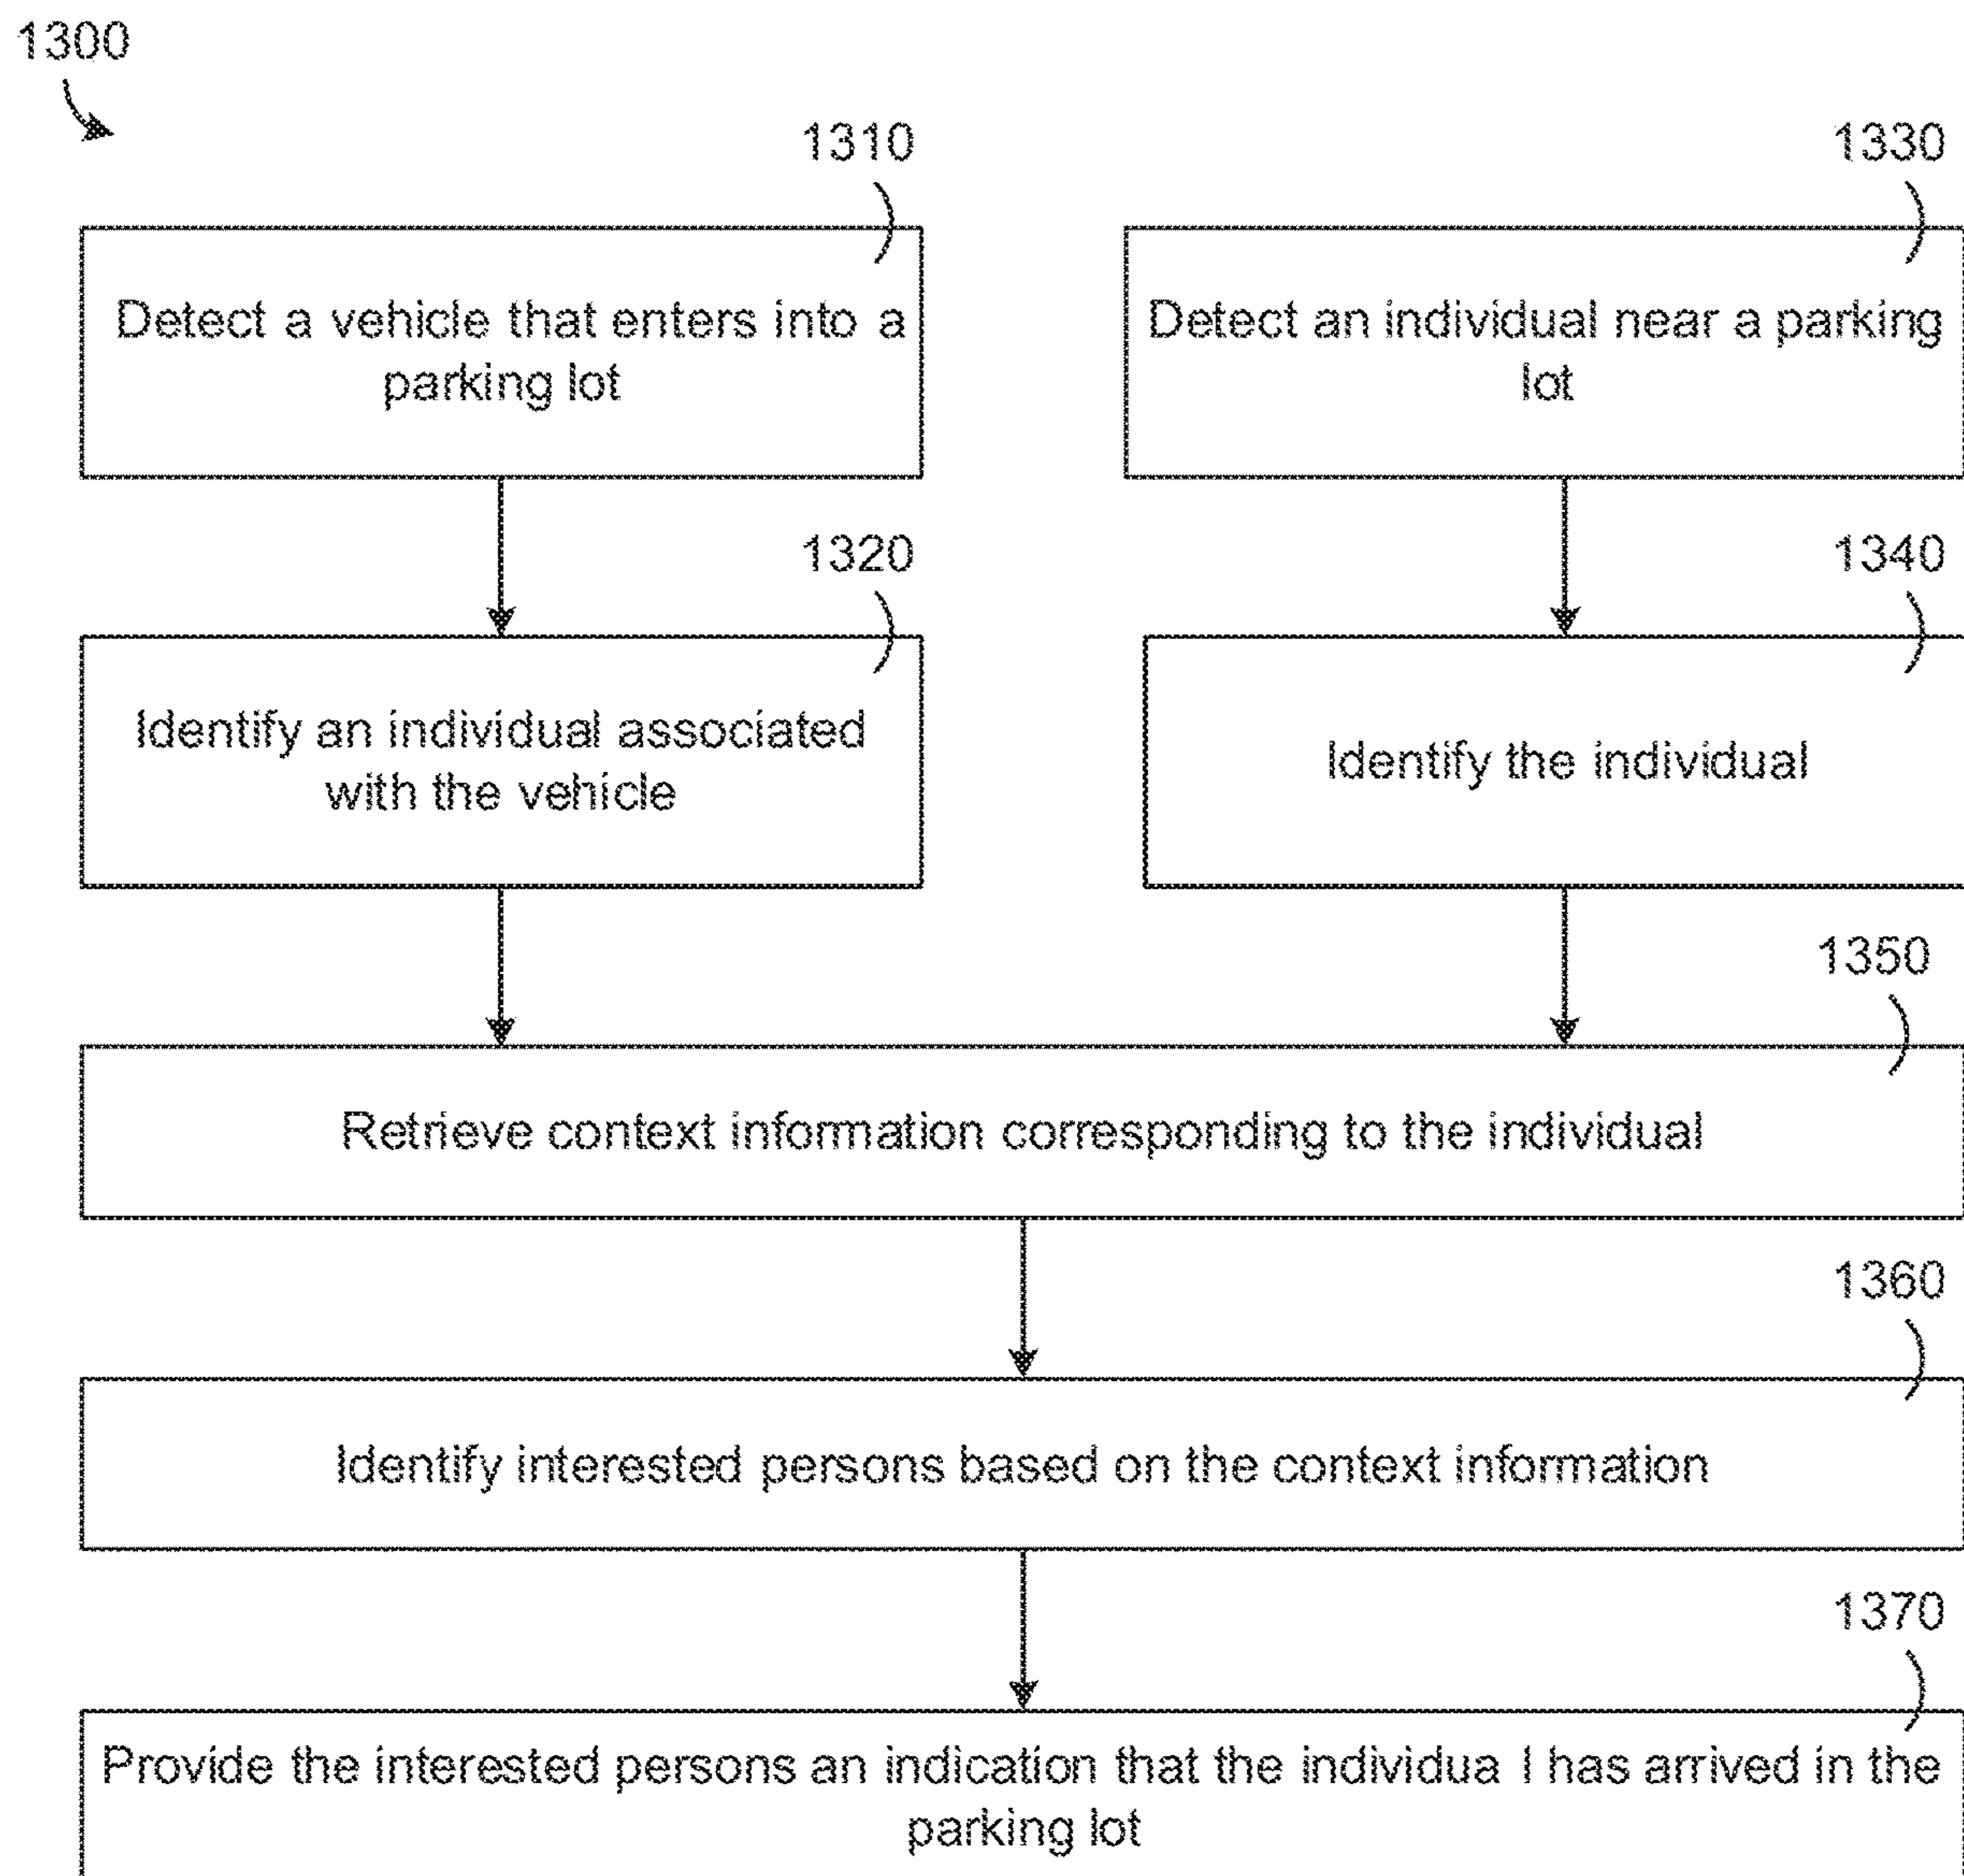 1300
1310
Detect a vehicle that enters into a
parking lot
1330
Detect an individual near a parking
lot
1320
Identify an individual associated
with the vehicle
1340
Identify the individual
1350
Retrieve context information corresponding to the individual
1360
Identify interested persons based on the context information
1370
Provide the interested persons an indication that the individua l has arrived in the
parking lot